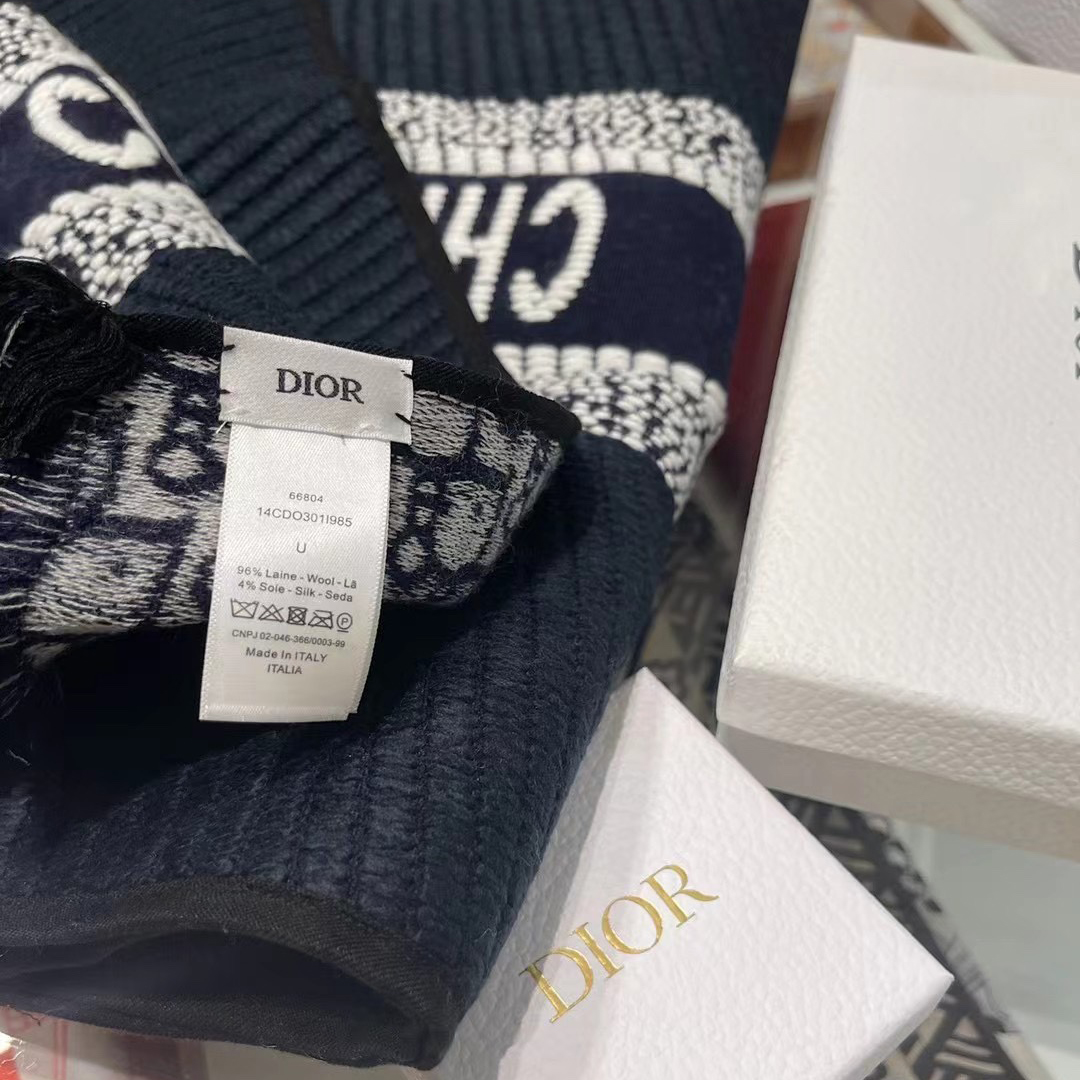 C
CH
DIOR
66804
14CDO301I985
U
96% Laine - Wool - Lã
4% Soie - Silk - Seda
CNPJ 02-046-366/0003-99
Made In ITALY
ITALIA
DIOR